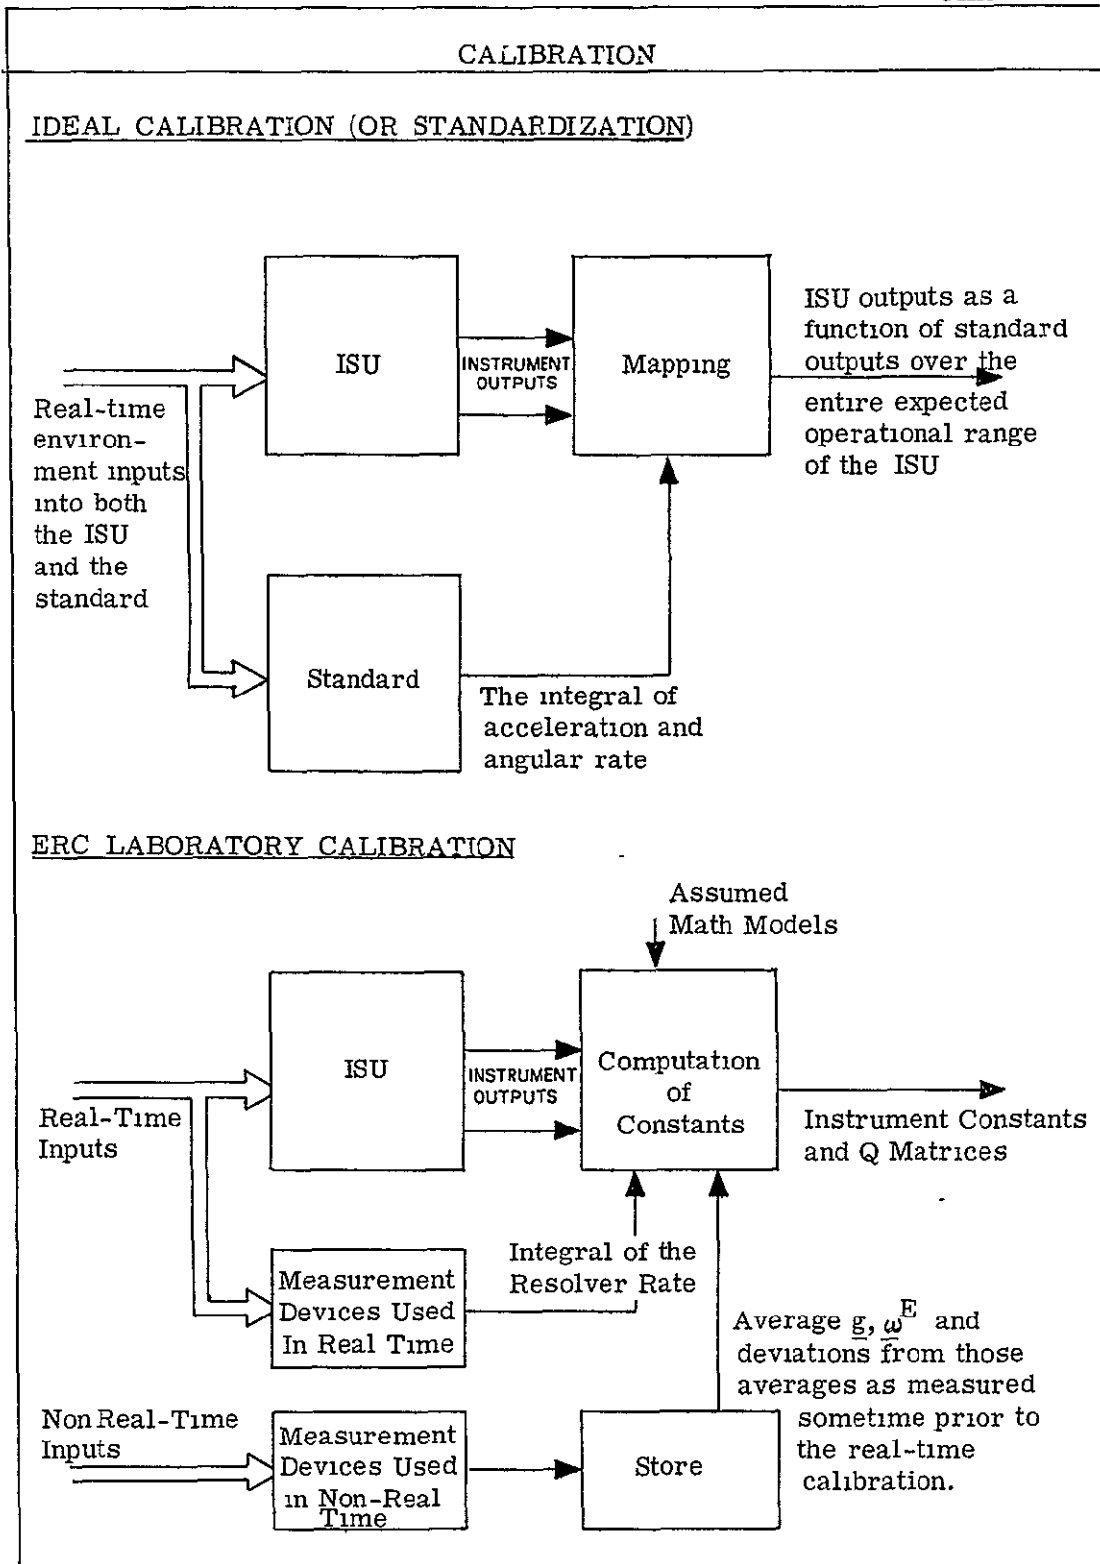 CALIBRATION
IDEAL CALIBRATION (OR STANDARDIZATION)
ISU
INSTRUMENT
OUTPUTS
Mapping
ISU outputs as a
function of standard
outputs over the
entire expected
operational range
of the ISU
Real-time
environ-
ment inputs
into both
the ISU
and the
standard
Standard
The integral of
acceleration and
angular rate
ERC LABORATORY CALIBRATION
Assumed
Math Models
ISU
INSTRUMENT
OUTPUTS
Computation
of
Constants
Instrument Constants
and Q Matrices
Real-Time
Inputs
Measurement
Devices Used
In Real Time
Integral of the
Resolver Rate
Average g, ω^E and
deviations from those
averages as measured
sometime prior to
the real-time
calibration.
Non Real-Time
Inputs
Measurement
Devices Used
in Non-Real
Time
Store